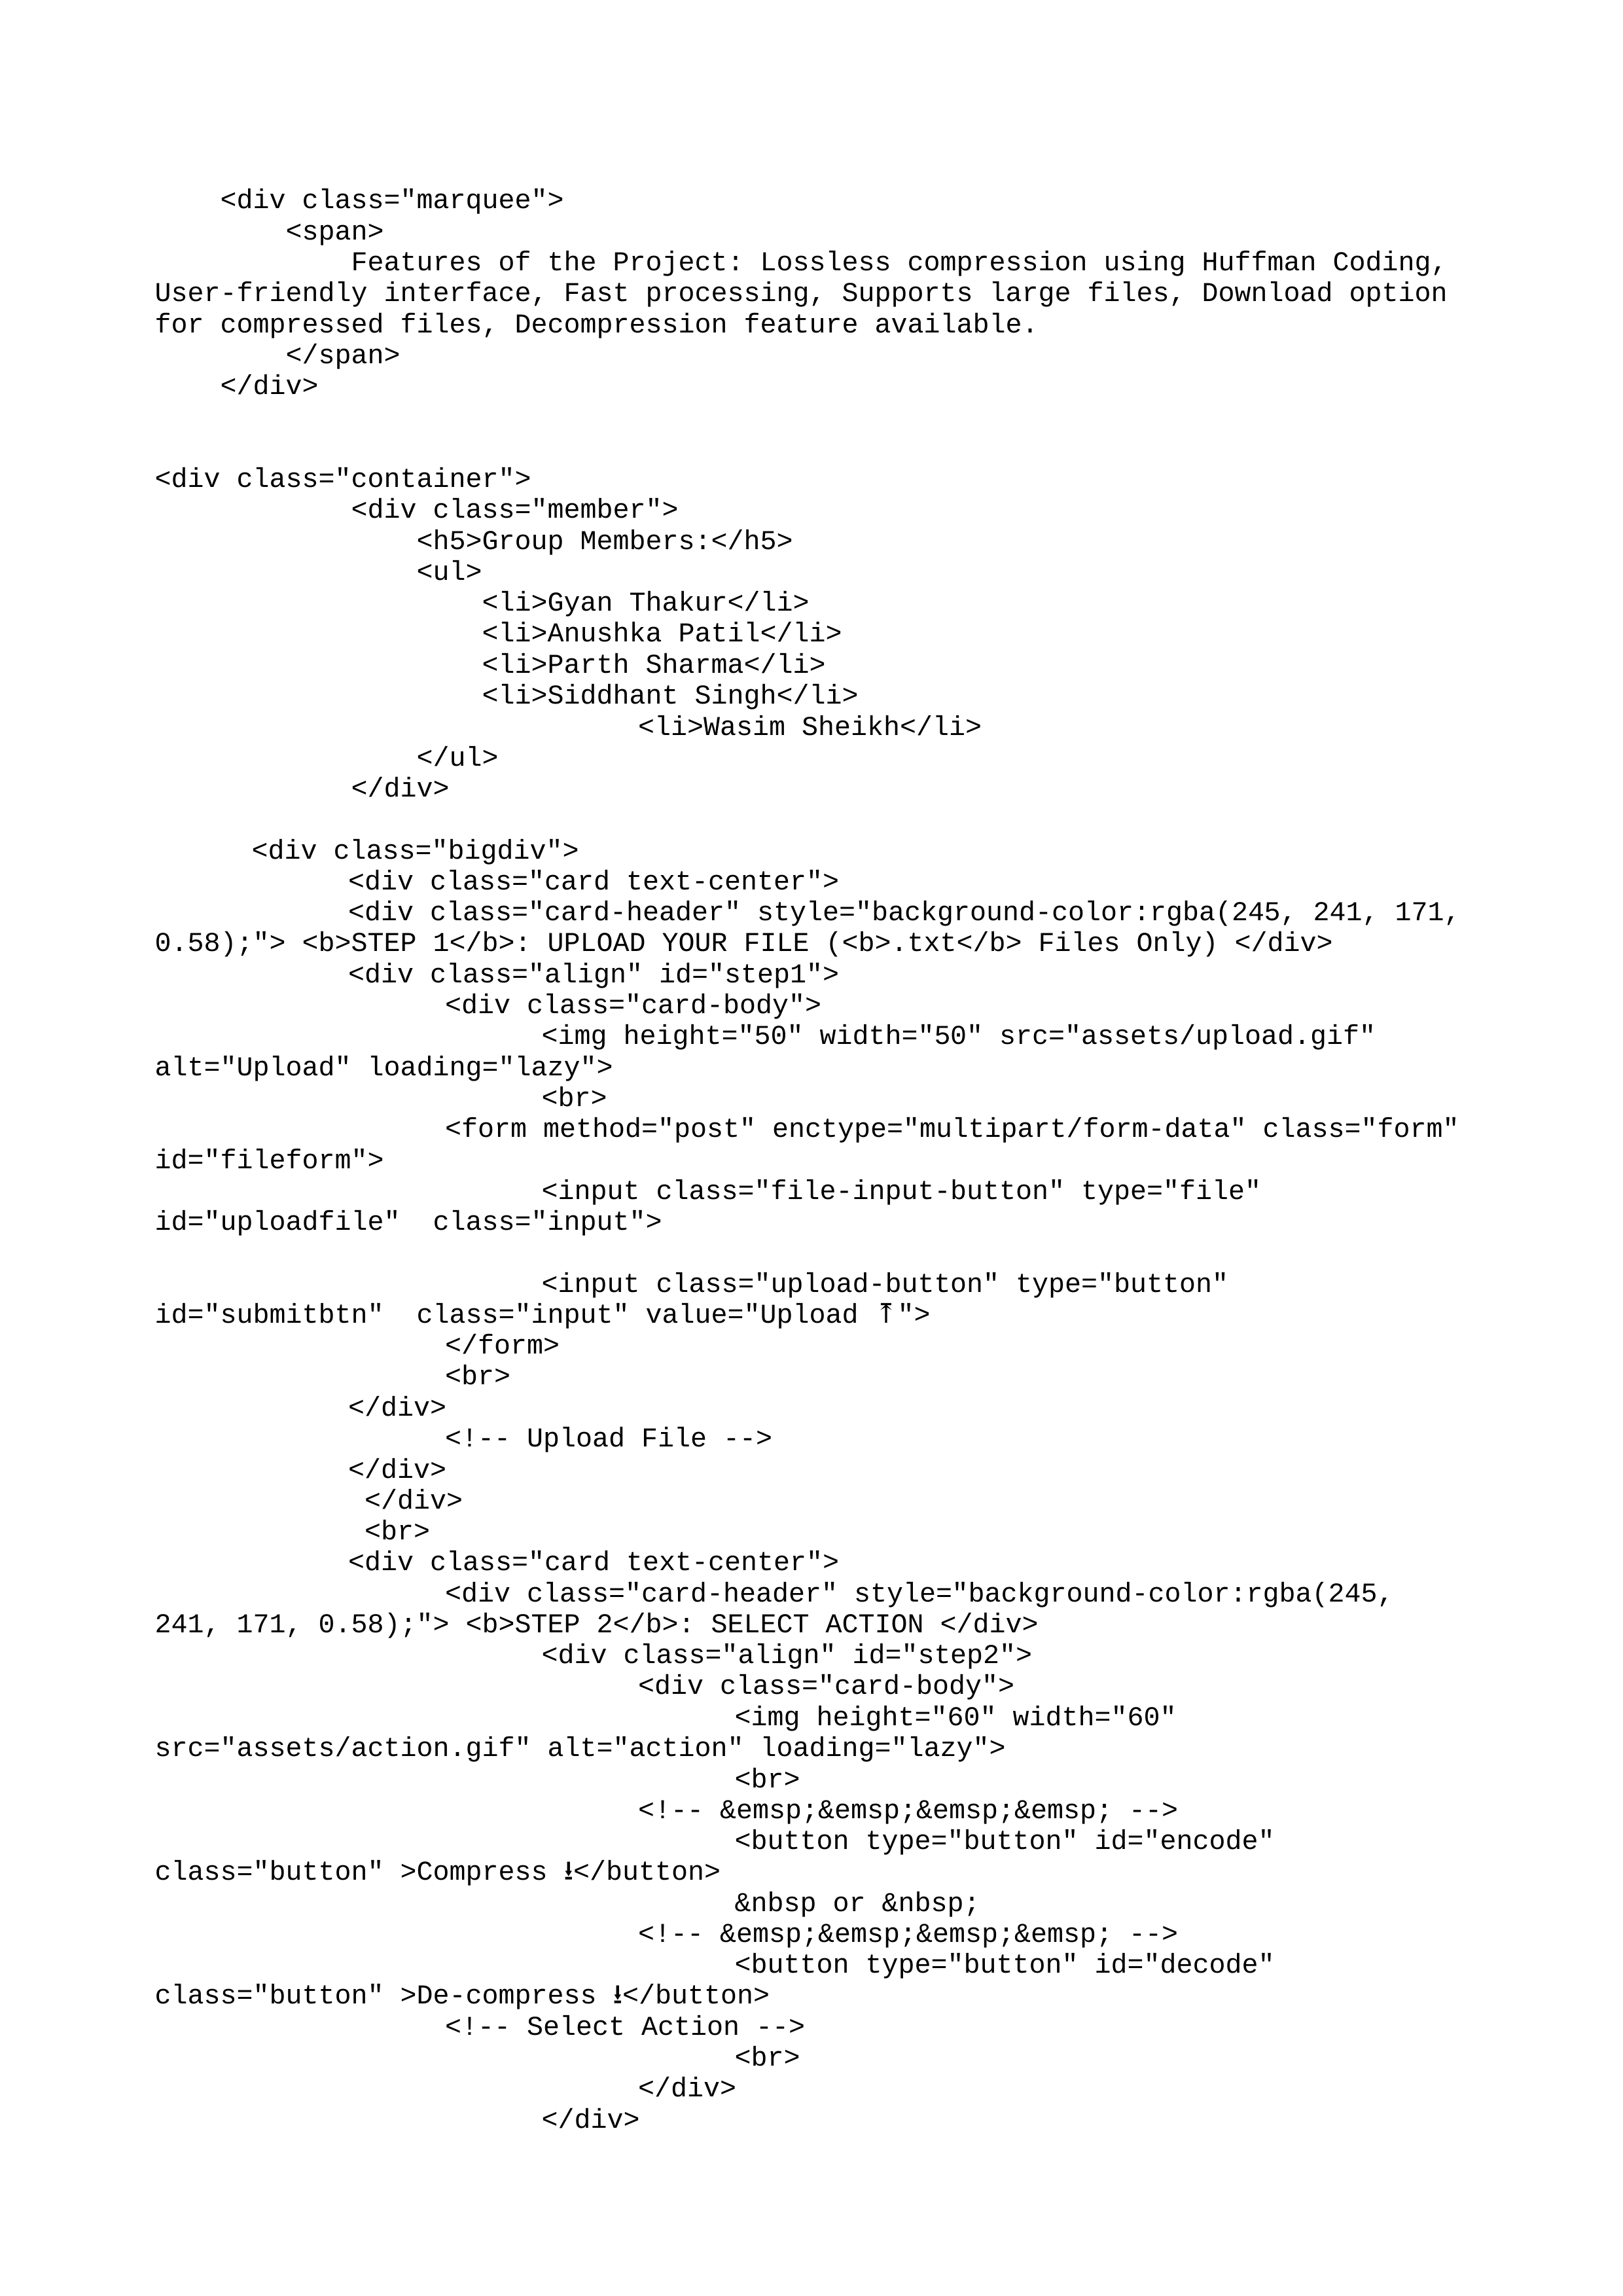 <div class="marquee">
<span>
Features of the Project: Lossless compression using Huffman Coding,
User-friendly interface, Fast processing, Supports large files, Download option
for compressed files, Decompression feature available.
</span>
</div>
<div class="container">
<div class="member">
<h5>Group Members:</h5>
<ul>
<li>Gyan Thakur</li>
<li>Anushka Patil</li>
<li>Parth Sharma</li>
<li>Siddhant Singh</li>
<li>Wasim Sheikh</li>
</ul>
</div>
<div class="bigdiv">
<div class="card text-center">
<div class="card-header" style="background-color:rgba(245, 241, 171,
0.58);"> <b>STEP 1</b>: UPLOAD YOUR FILE (<b>.txt</b> Files Only) </div>
<div class="align" id="step1">
<div class="card-body">
<img height="50" width="50" src="assets/upload.gif"
alt="Upload" loading="lazy">
<br>
<form method="post" enctype="multipart/form-data" class="form"
id="fileform">
<input class="file-input-button" type="file"
id="uploadfile"  class="input">
<input class="upload-button" type="button"
id="submitbtn"  class="input" value="Upload ⤒">
</form>
<br>
</div>
<!-- Upload File -->
</div>
</div>
<br>
<div class="card text-center">
<div class="card-header" style="background-color:rgba(245,
241, 171, 0.58);"> <b>STEP 2</b>: SELECT ACTION </div>
<div class="align" id="step2">
<div class="card-body">
<img height="60" width="60"
src="assets/action.gif" alt="action" loading="lazy">
<br>
<!-- &emsp;&emsp;&emsp;&emsp; -->
<button type="button" id="encode"
class="button" >Compress ⭳</button>
&nbsp or &nbsp;
<!-- &emsp;&emsp;&emsp;&emsp; -->
<button type="button" id="decode"
class="button" >De-compress ⭳</button>
<!-- Select Action -->
<br>
</div>
</div>